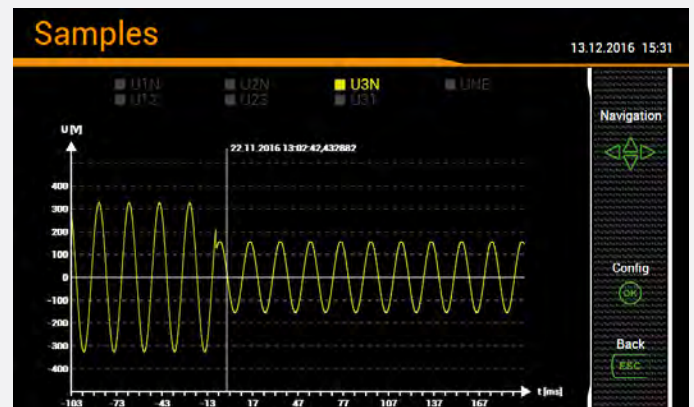 Samples
13.12.2016 15:31
U1N U2N U3N UNE
U12 U23 U31
U [V]
22.11.2016 13:02:42,432882
400
300
200
100
0
-100
-200
-300
-400
-103 -73 -43 -13 17 47 77 107 137 167
t [ms]
Navigation
Config
OK
Back
ESC